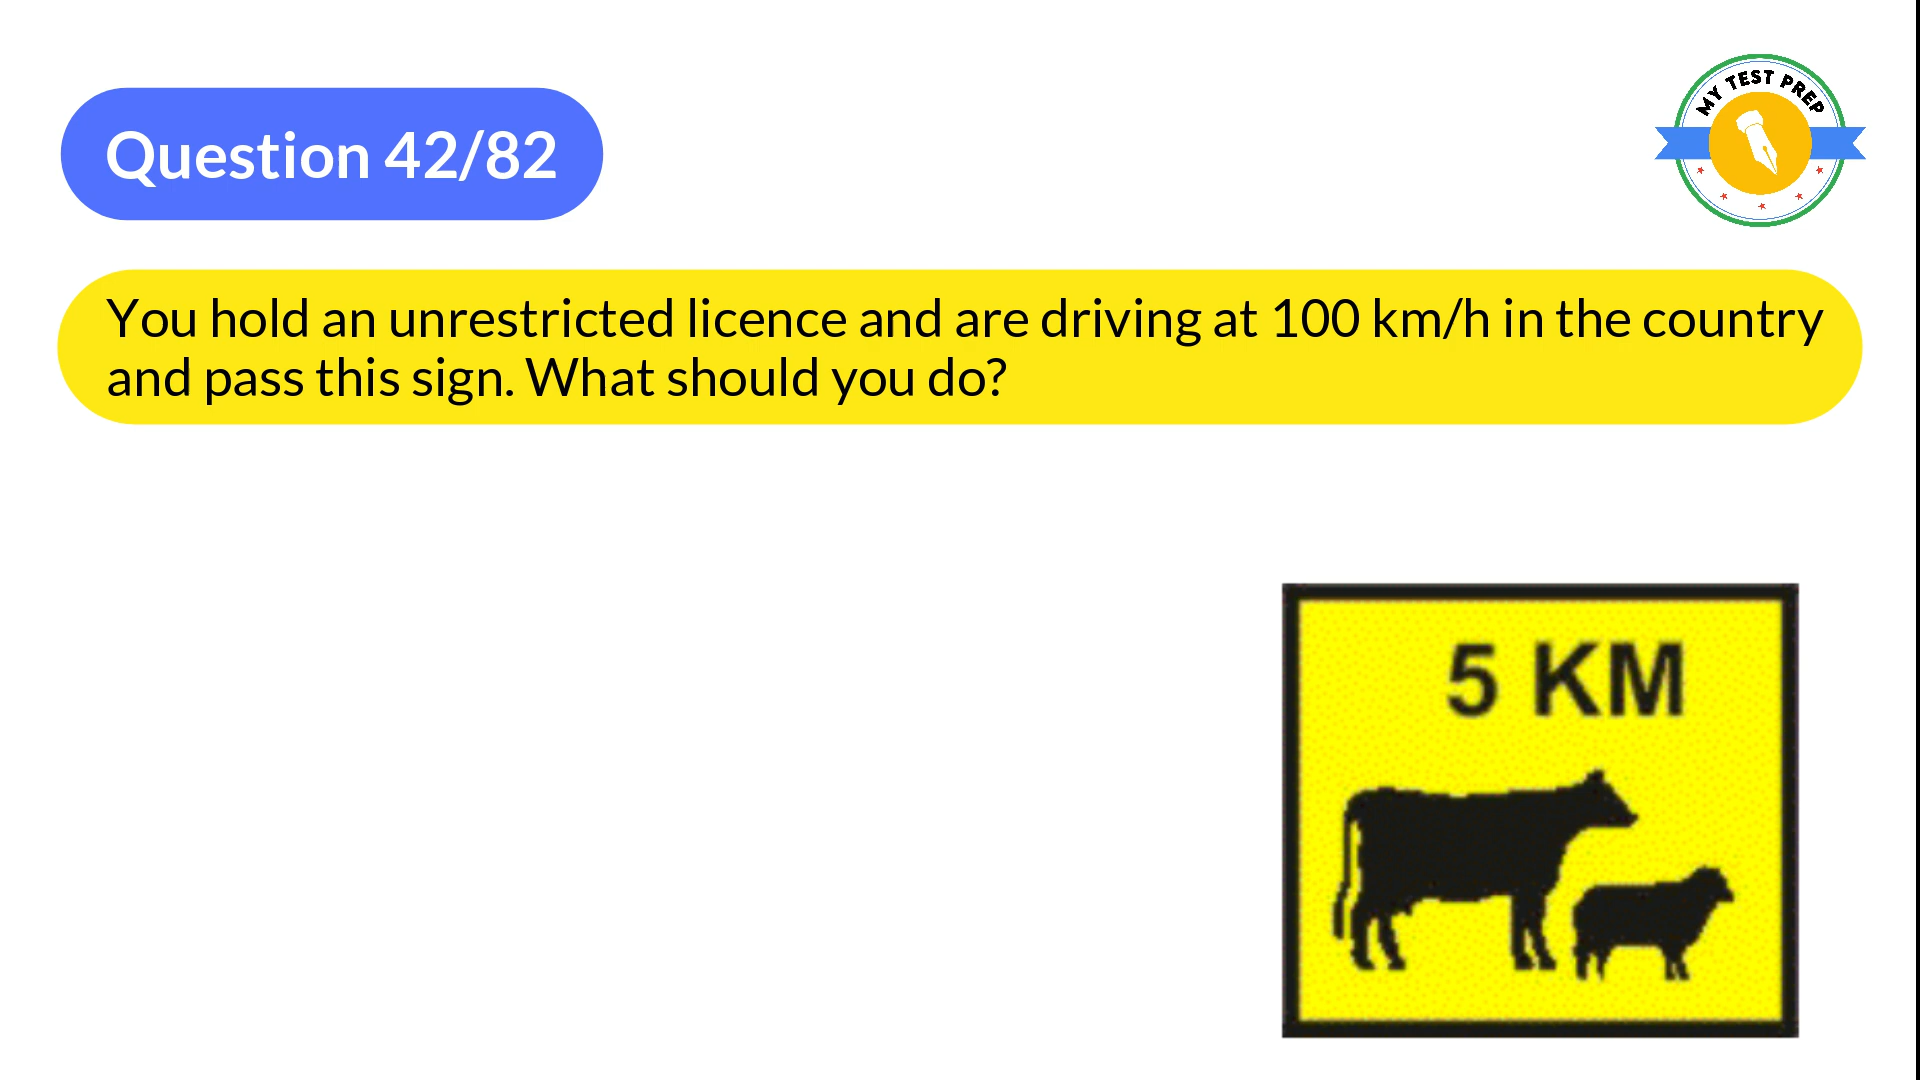 MY TEST PREP
Question 42/82
You hold an unrestricted licence and are driving at 100 km/h in the country
and pass this sign. What should you do?
5 KM